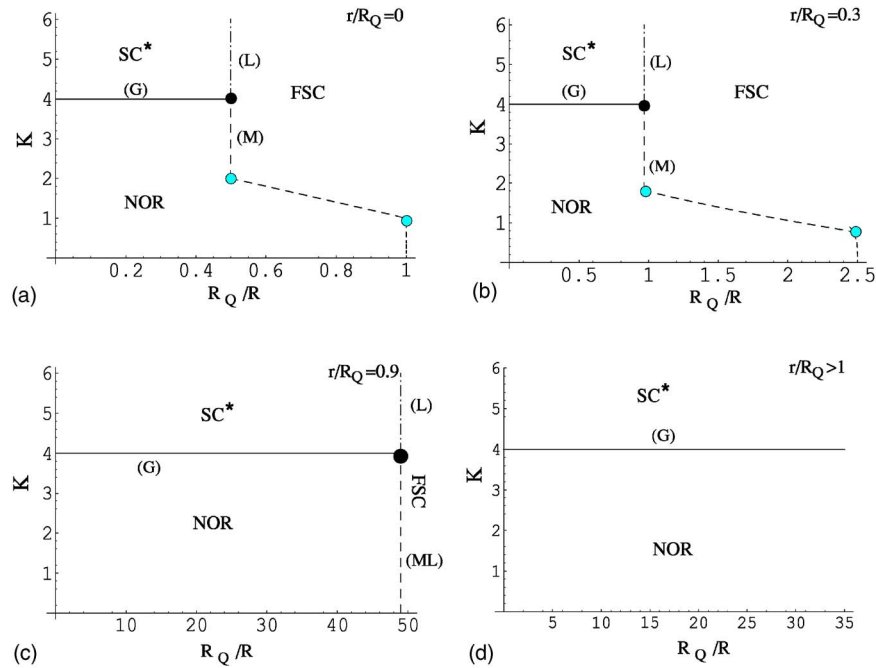 r/R_Q=0
6
SC*
(L)
5
FSC
(G)
4
K
3
(M)
2
NOR
1
0.2 0.4 0.6 0.8 1
(a)
R_Q/R
r/R_Q=0.3
6
SC*
(L)
5
FSC
(G)
4
K
3
(M)
2
NOR
1
0.5 1 1.5 2 2.5
(b)
R_Q/R
r/R_Q=0.9
6
SC*
(L)
5
4
(G)
FSC
K
3
NOR
2
(ML)
1
10 20 30 40 50
(c)
R_Q/R
r/R_Q>1
6
SC*
5
(G)
4
K
3
2
NOR
1
5 10 15 20 25 30 35
(d)
R_Q/R